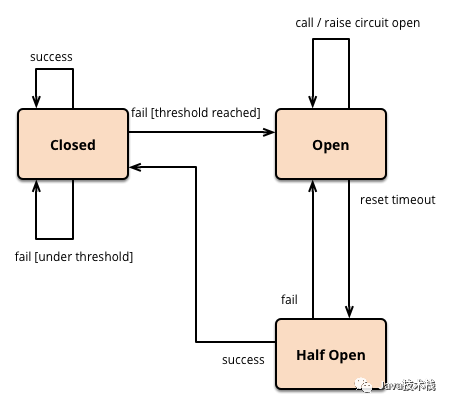 call / raise circuit open
success
fail [threshold reached]
Closed
Open
reset timeout
fail [under threshold]
fail
success
Half Open
Java技术栈